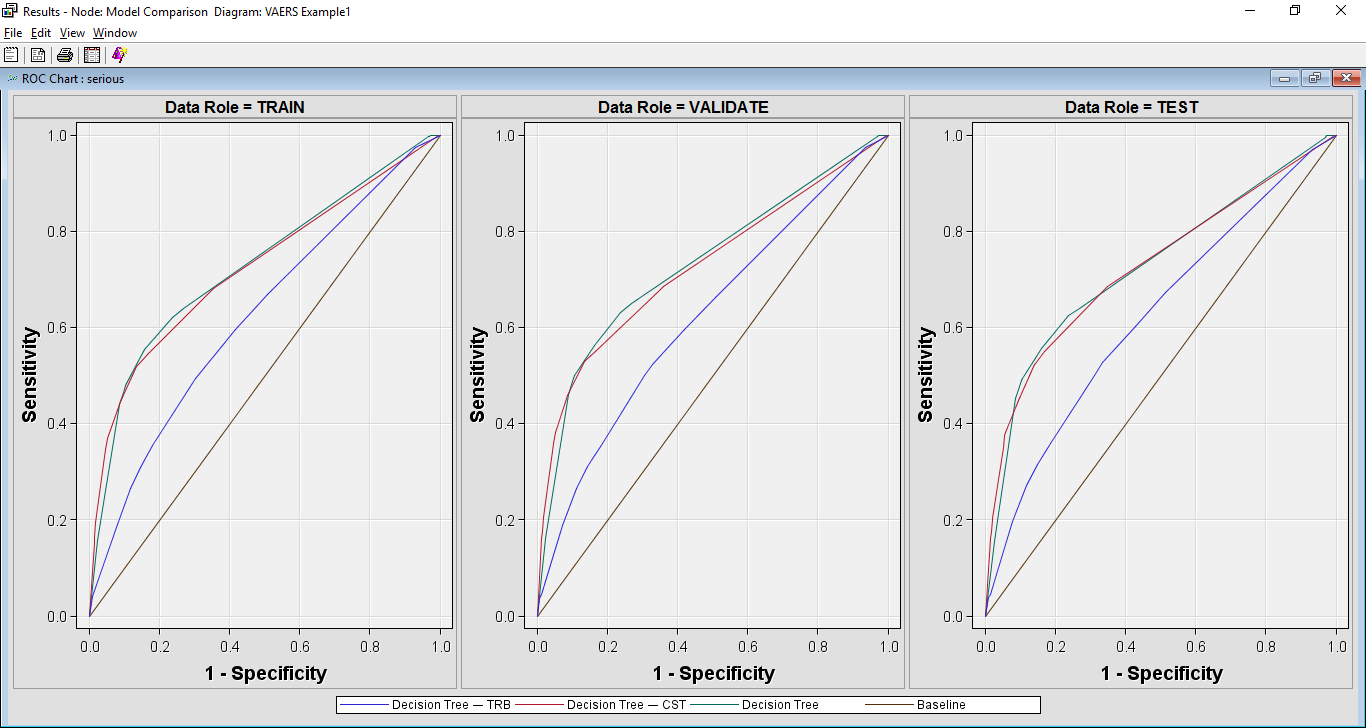 Results - Node: Model Comparison  Diagram: VAERS Example1
File Edit View Window
ROC Chart : serious
Data Role = TRAIN
1.0
0.8
0.6
0.4
0.2
0.0
Sensitivity
0.0 0.2 0.4 0.6 0.8 1.0
1 - Specificity
Data Role = VALIDATE
1.0
0.8
0.6
0.4
0.2
0.0
Sensitivity
0.0 0.2 0.4 0.6 0.8 1.0
1 - Specificity
Data Role = TEST
1.0
0.8
0.6
0.4
0.2
0.0
Sensitivity
0.0 0.2 0.4 0.6 0.8 1.0
1 - Specificity
Decision Tree — TRB Decision Tree — CST Decision Tree Baseline